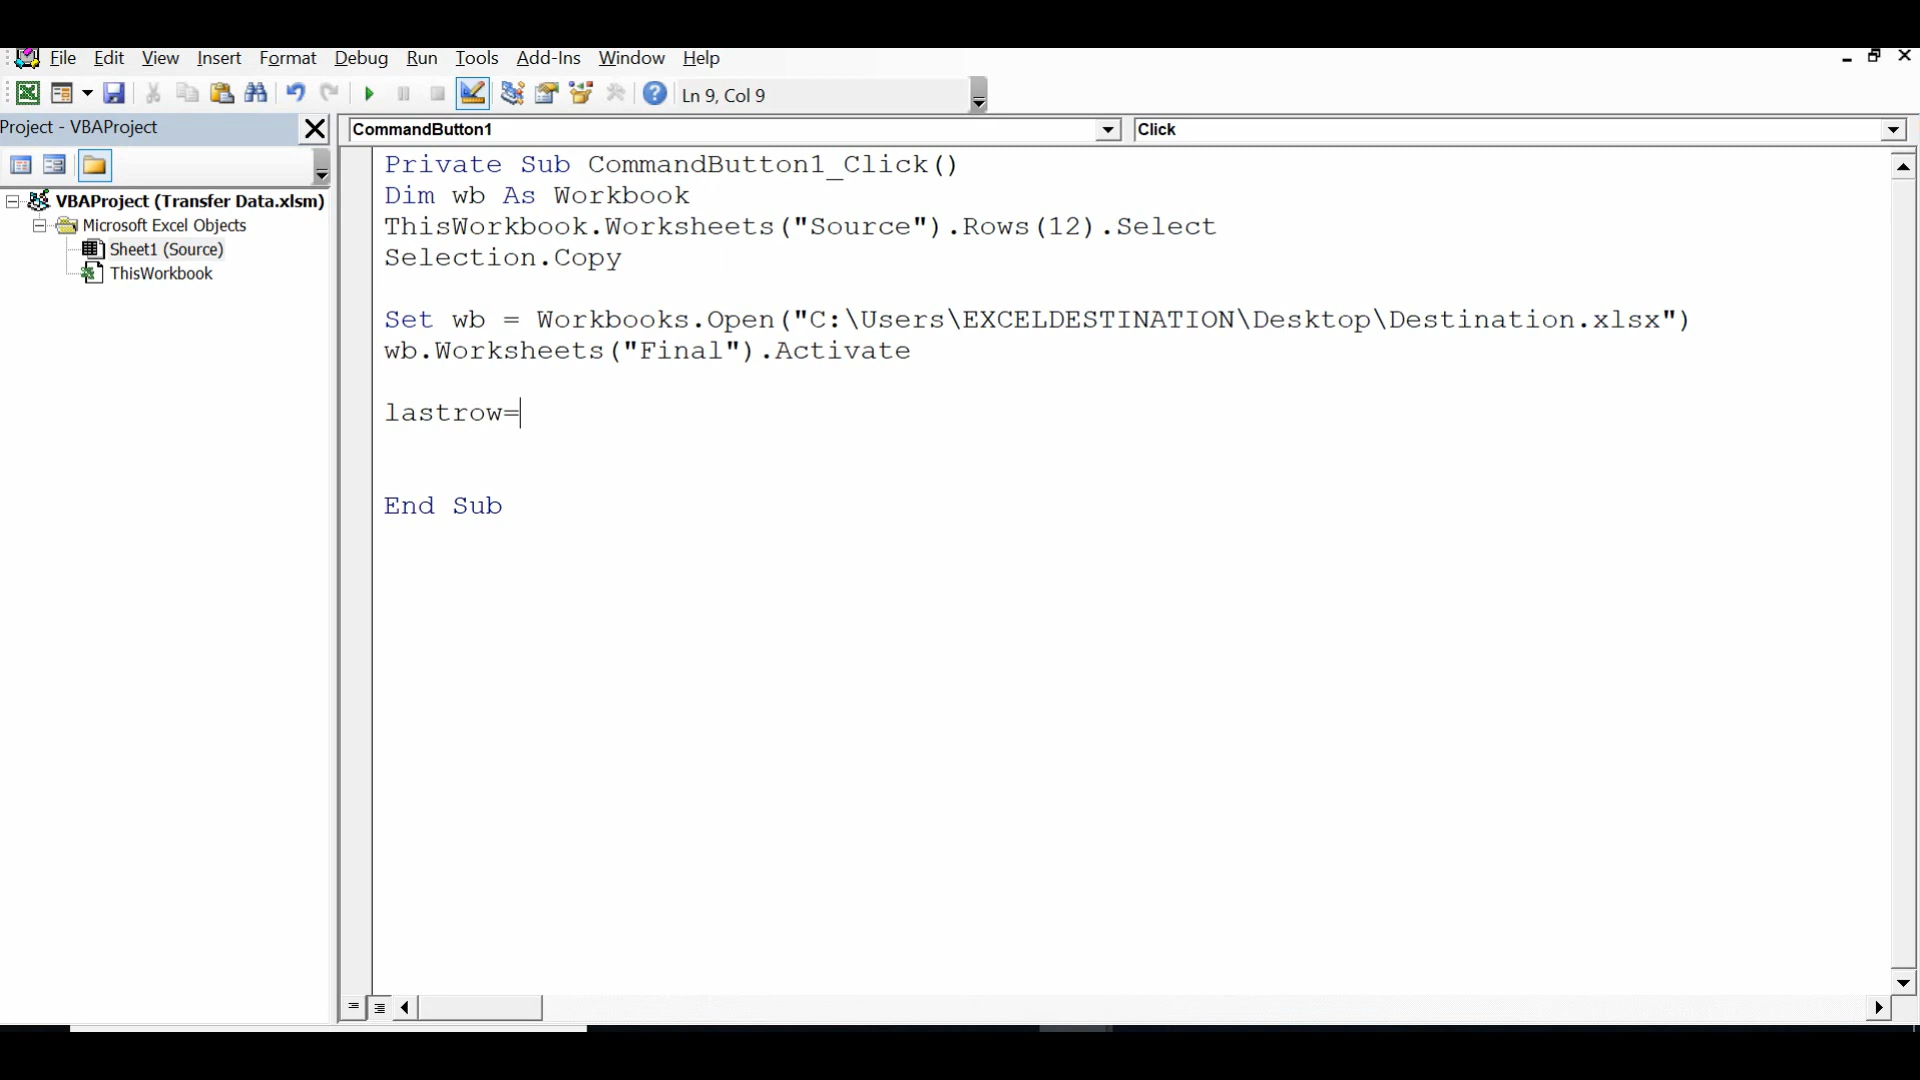 File Edit View Insert Format Debug Run Tools Add-Ins Window Help
Ln 9, Col 9
Project - VBAProject
CommandButton1 Click
VBAProject (Transfer Data.xlsm)
Microsoft Excel Objects
Sheet1 (Source)
ThisWorkbook
Private Sub CommandButton1_Click()
Dim wb As Workbook
ThisWorkbook.Worksheets("Source").Rows(12).Select
Selection.Copy
Set wb = Workbooks.Open("C:\Users\EXCELDESTINATION\Desktop\Destination.xlsx")
wb.Worksheets("Final").Activate
lastrow=
End Sub